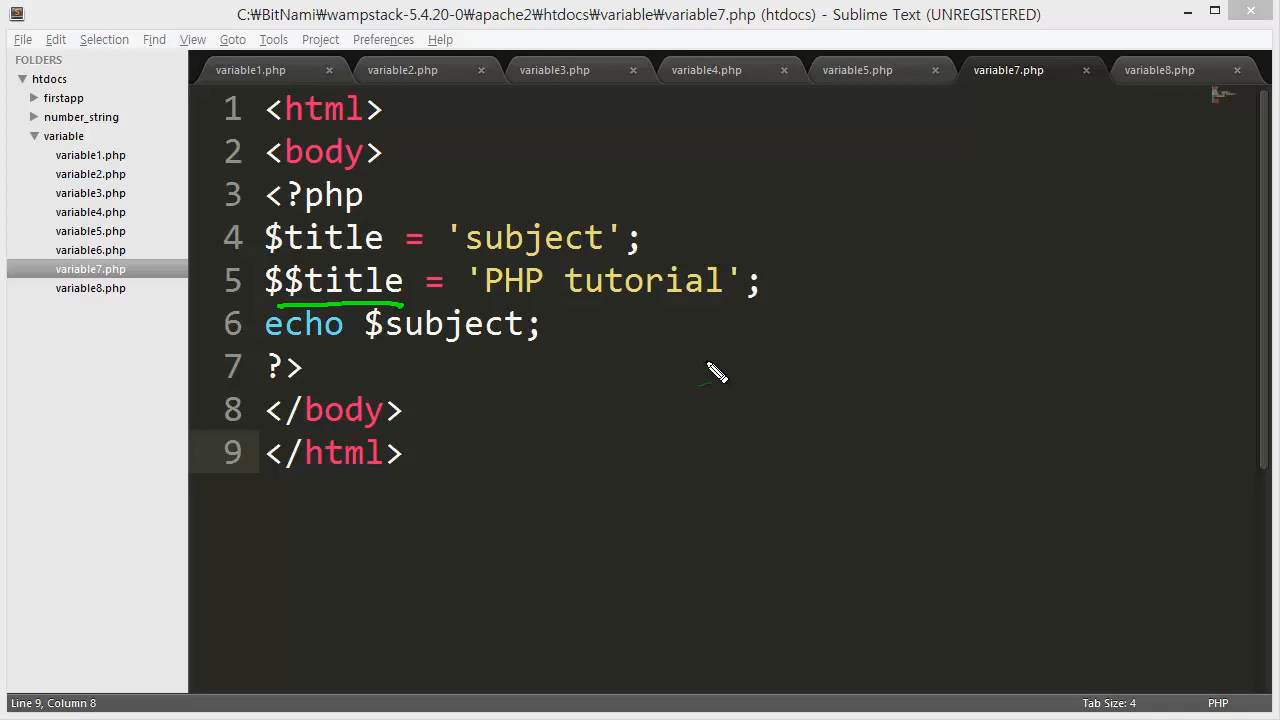 C:￦BitNami￦wampstack-5.4.20-0￦apache2￦htdocs￦variable￦variable7.php (htdocs) - Sublime Text (UNREGISTERED)
File Edit Selection Find View Goto Tools Project Preferences Help
FOLDERS
htdocs
firstapp
number_string
variable
variable1.php
variable2.php
variable3.php
variable4.php
variable5.php
variable6.php
variable7.php
variable8.php
variable1.php × variable2.php × variable3.php × variable4.php × variable5.php × variable7.php × variable8.php ×
1 <html>
2 <body>
3 <?php
4 $title = 'subject';
5 $$title = 'PHP tutorial';
6 echo $subject;
7 ?>
8 </body>
9 </html>
Line 9, Column 8 Tab Size: 4 PHP